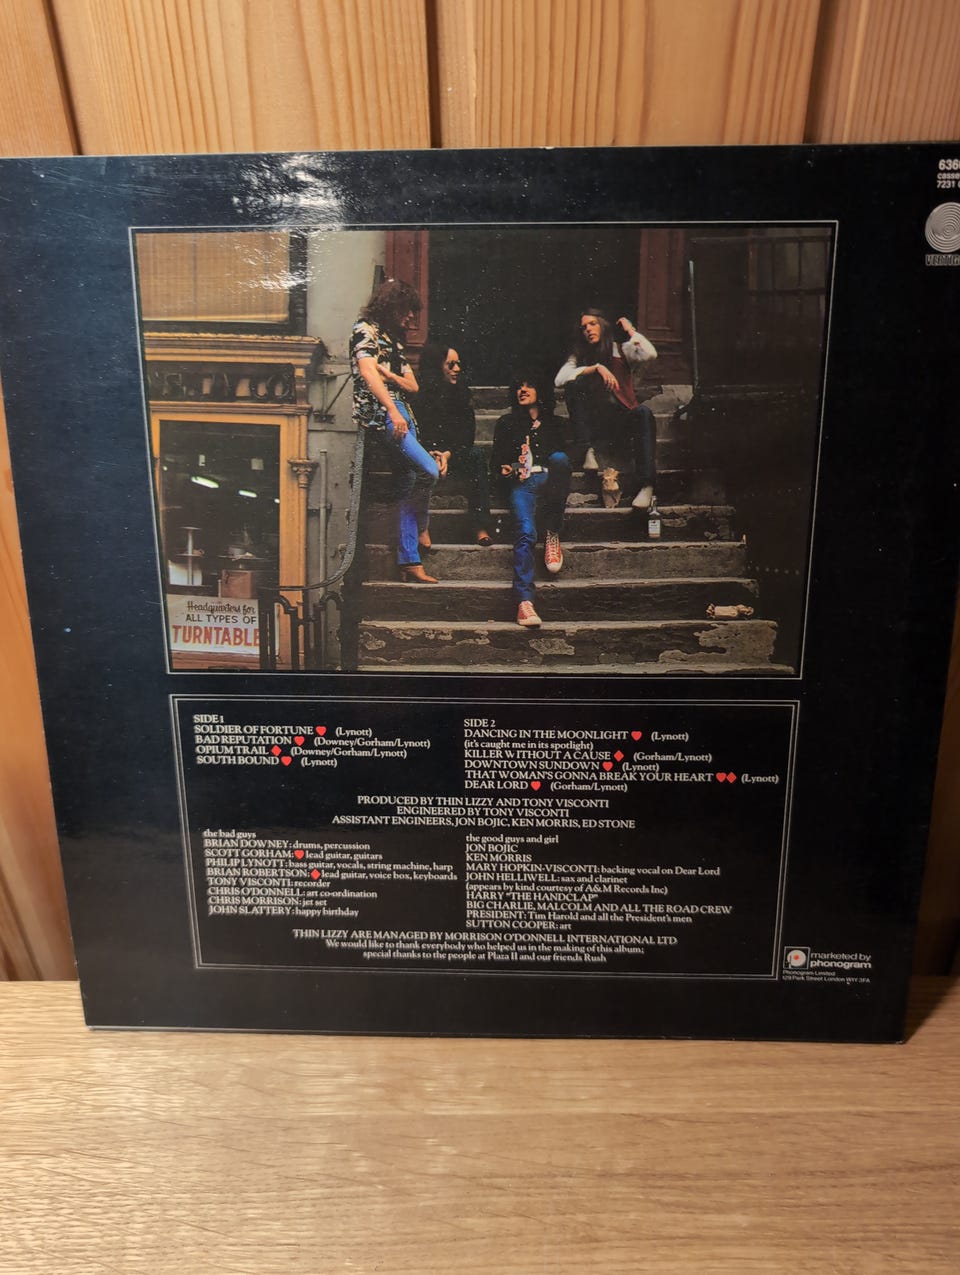 6360
casse
7231 0
VERTIGO
Headquarters for
ALL TYPES OF
TURNTABLE
SIDE 1
SOLDIER OF FORTUNE ♥ (Lynott)
BAD REPUTATION ♥ (Downey/Gorham/Lynott)
OPIUM TRAIL ♦ (Downey/Gorham/Lynott)
SOUTH BOUND ♥ (Lynott)
SIDE 2
DANCING IN THE MOONLIGHT ♥ (Lynott)
(it's caught me in its spotlight)
KILLER WITHOUT A CAUSE ♦ (Gorham/Lynott)
DOWNTOWN SUNDOWN ♥ (Lynott)
THAT WOMAN'S GONNA BREAK YOUR HEART ♥♦ (Lynott)
DEAR LORD ♥ (Gorham/Lynott)
PRODUCED BY THIN LIZZY AND TONY VISCONTI
ENGINEERED BY TONY VISCONTI
ASSISTANT ENGINEERS, JON BOJIC, KEN MORRIS, ED STONE
the bad guys
BRIAN DOWNEY: drums, percussion
SCOTT GORHAM: ♥ lead guitar, guitars
PHILIP LYNOTT: bass guitar, vocals, string machine, harp
BRIAN ROBERTSON: ♦ lead guitar, voice box, keyboards
TONY VISCONTI: recorder
CHRIS O'DONNELL: art co-ordination
CHRIS MORRISON: jet set
JOHN SLATTERY: happy birthday
the good guys and girl
JON BOJIC
KEN MORRIS
MARY HOPKIN-VISCONTI: backing vocal on Dear Lord
JOHN HELLIWELL: sax and clarinet
(appears by kind courtesy of A&M Records Inc)
HARRY "THE HANDCLAP"
BIG CHARLIE, MALCOLM AND ALL THE ROAD CREW
PRESIDENT: Tim Harold and all the President's men
SUTTON COOPER: art
THIN LIZZY ARE MANAGED BY MORRISON O'DONNELL INTERNATIONAL LTD
We would like to thank everybody who helped us in the making of this album;
special thanks to the people at Plaza II and our friends Rush
marketed by
phonogram
Phonogram Limited
129 Park Street London W1Y 3FA